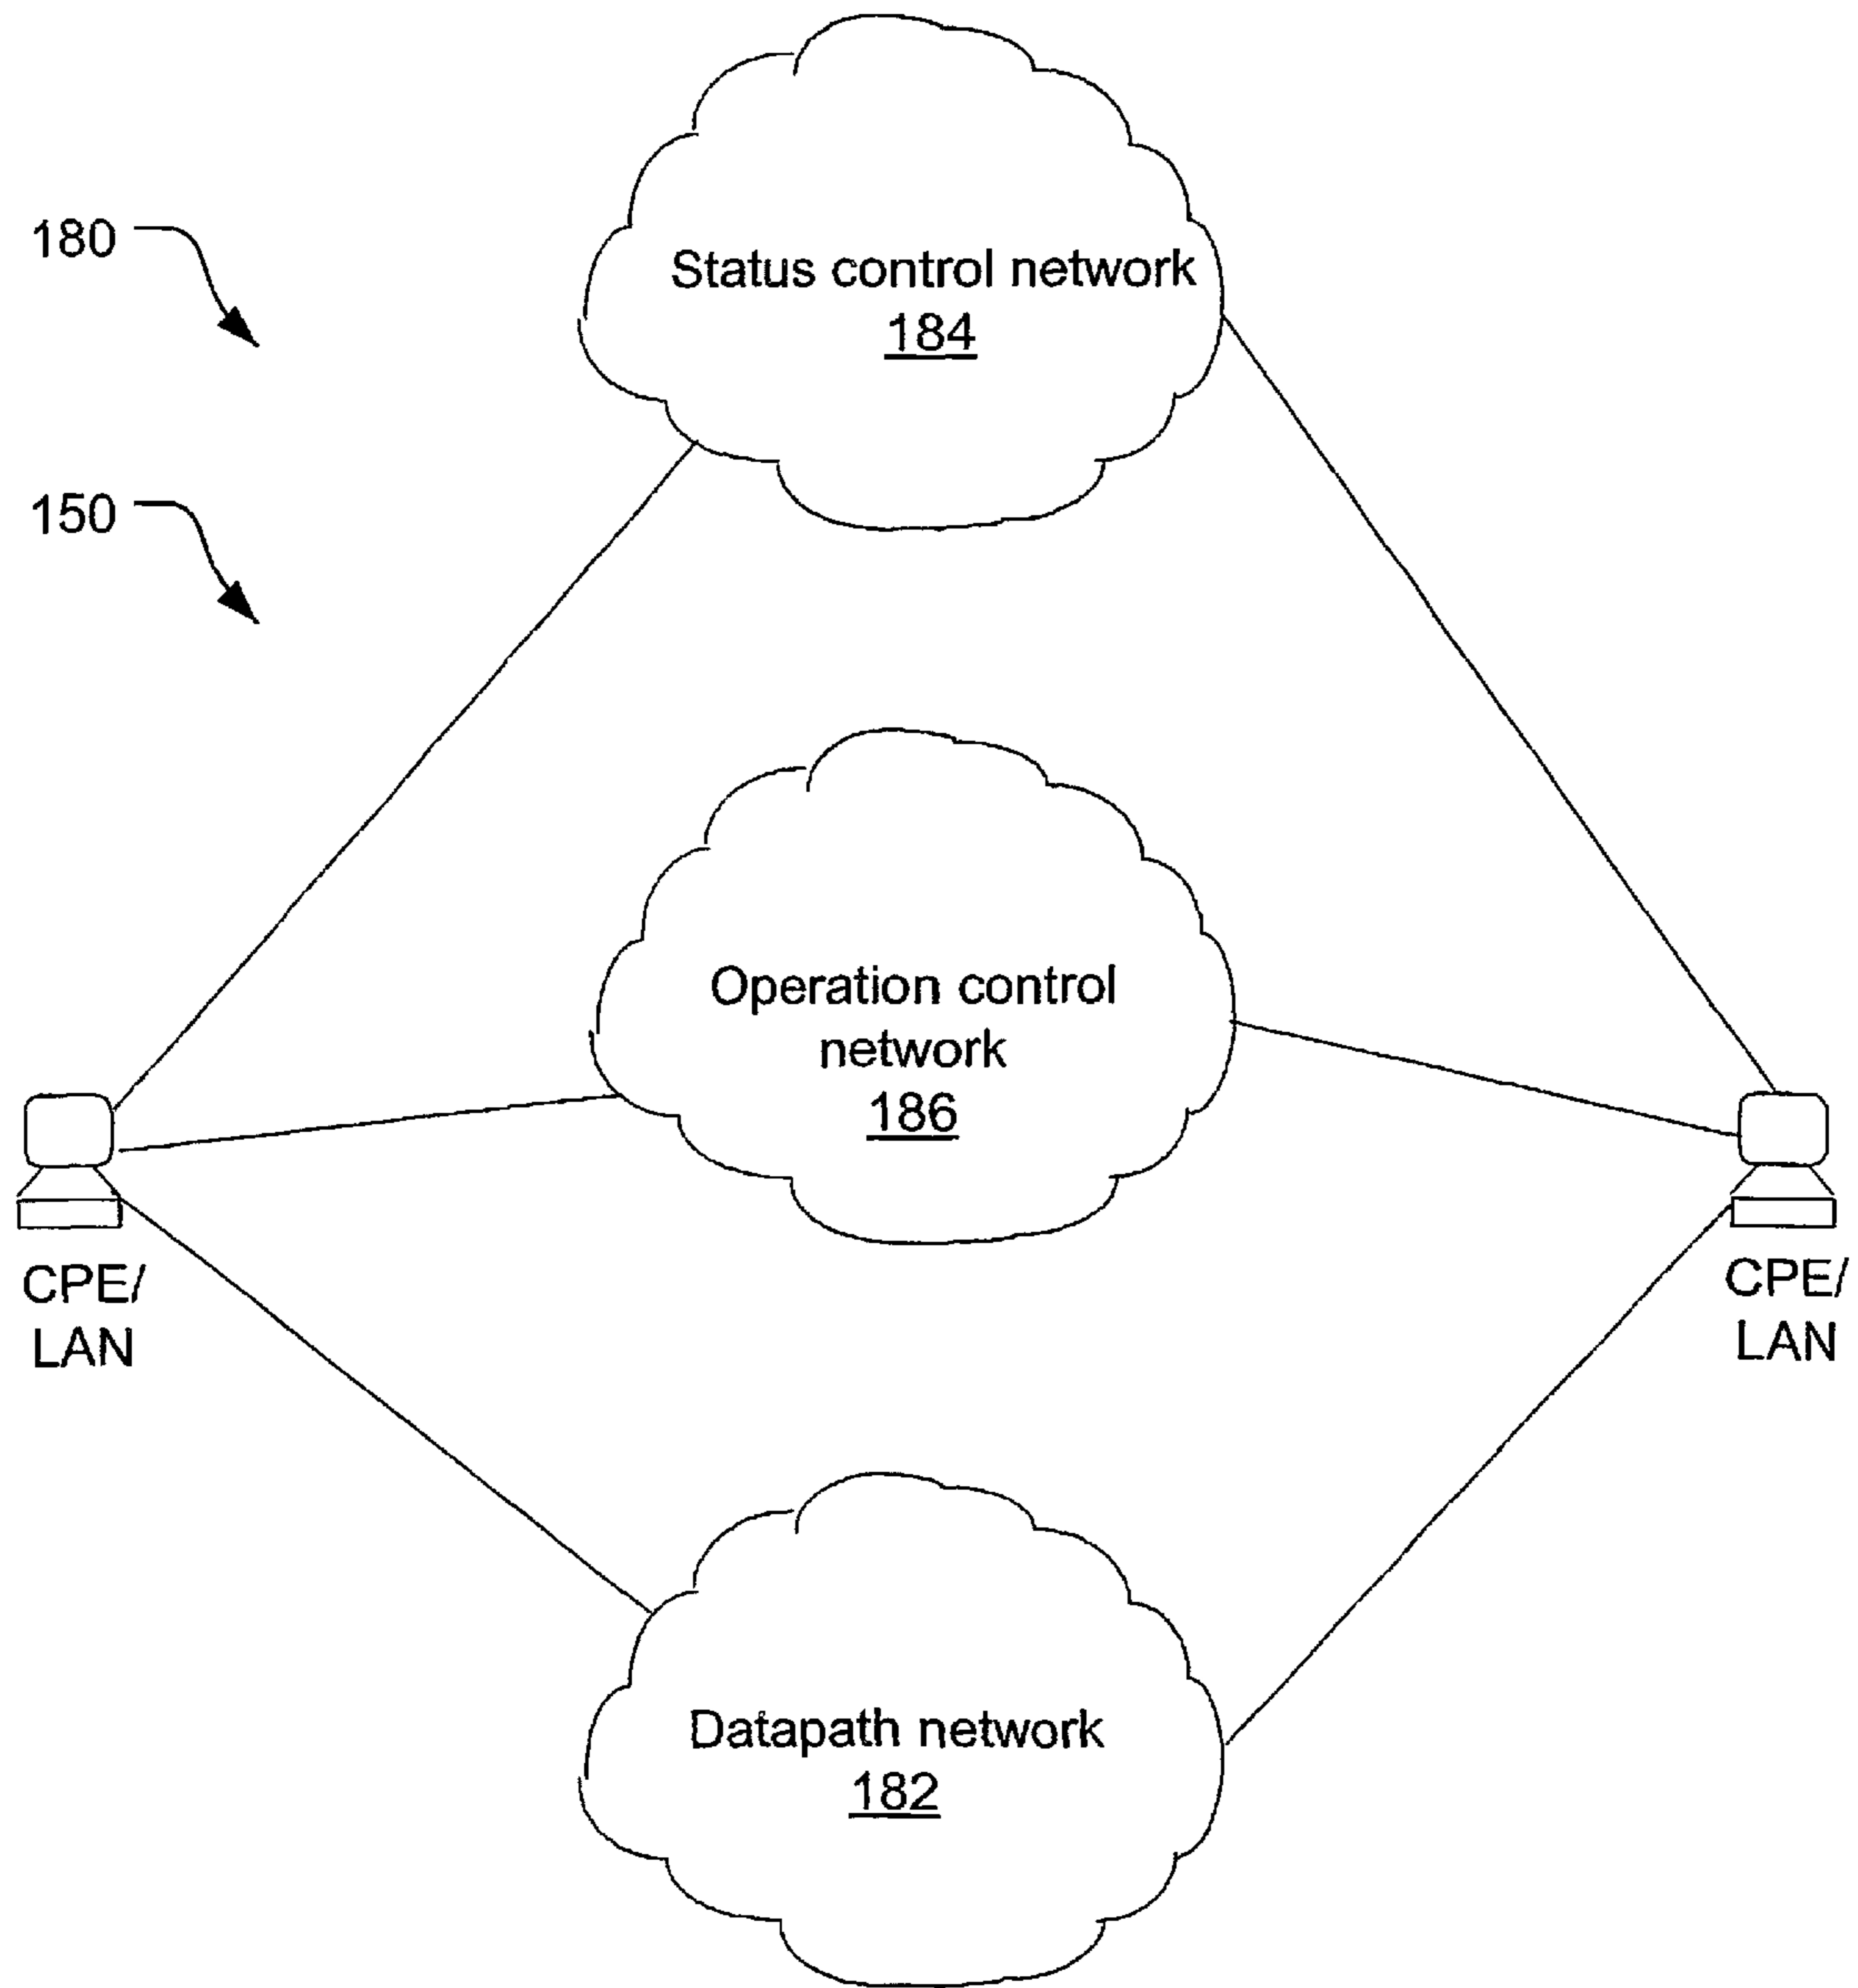 180
Status control network
184
150
Operation control
network
186
CPE/
LAN
CPE/
LAN
Datapath network
182